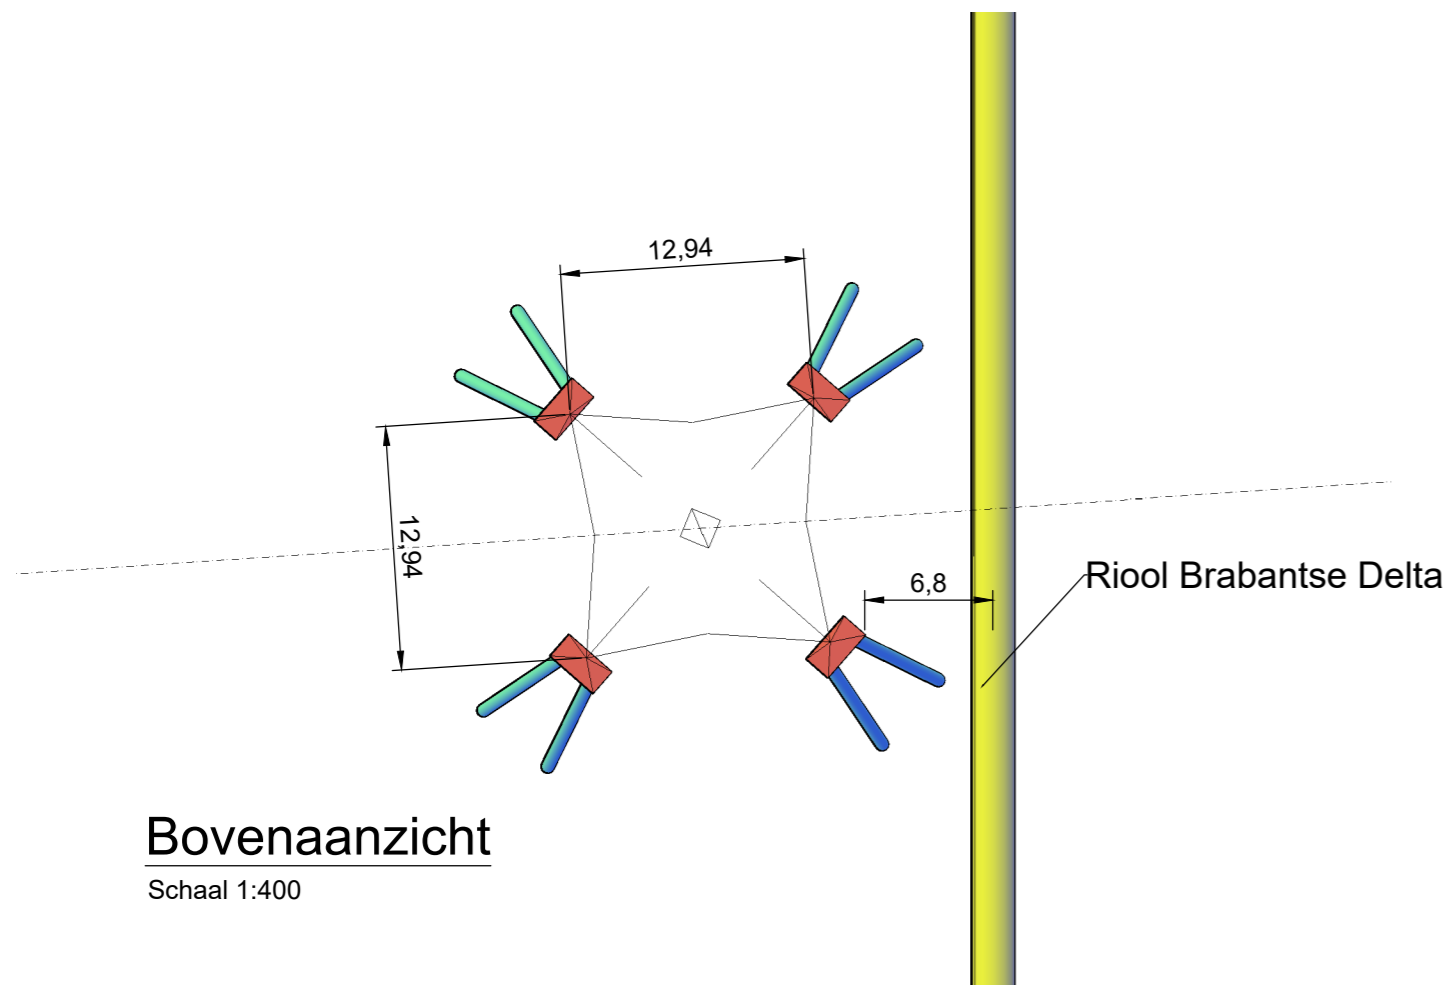 12,94
12,94
6,8
Riool Brabantse Delta
Bovenaanzicht
Schaal 1:400